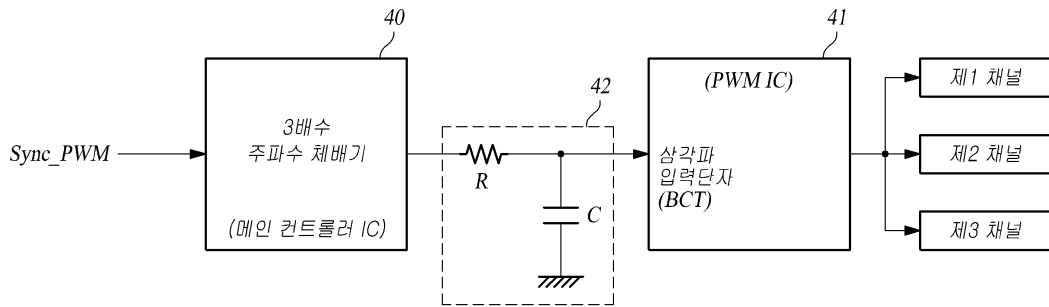 40
41
42
Sync_PWM
3배수
주파수 체배기
(메인 컨트롤러 IC)
R
C
(PWM IC)
삼각파
입력단자
(BCT)
제1 채널
제2 채널
제3 채널